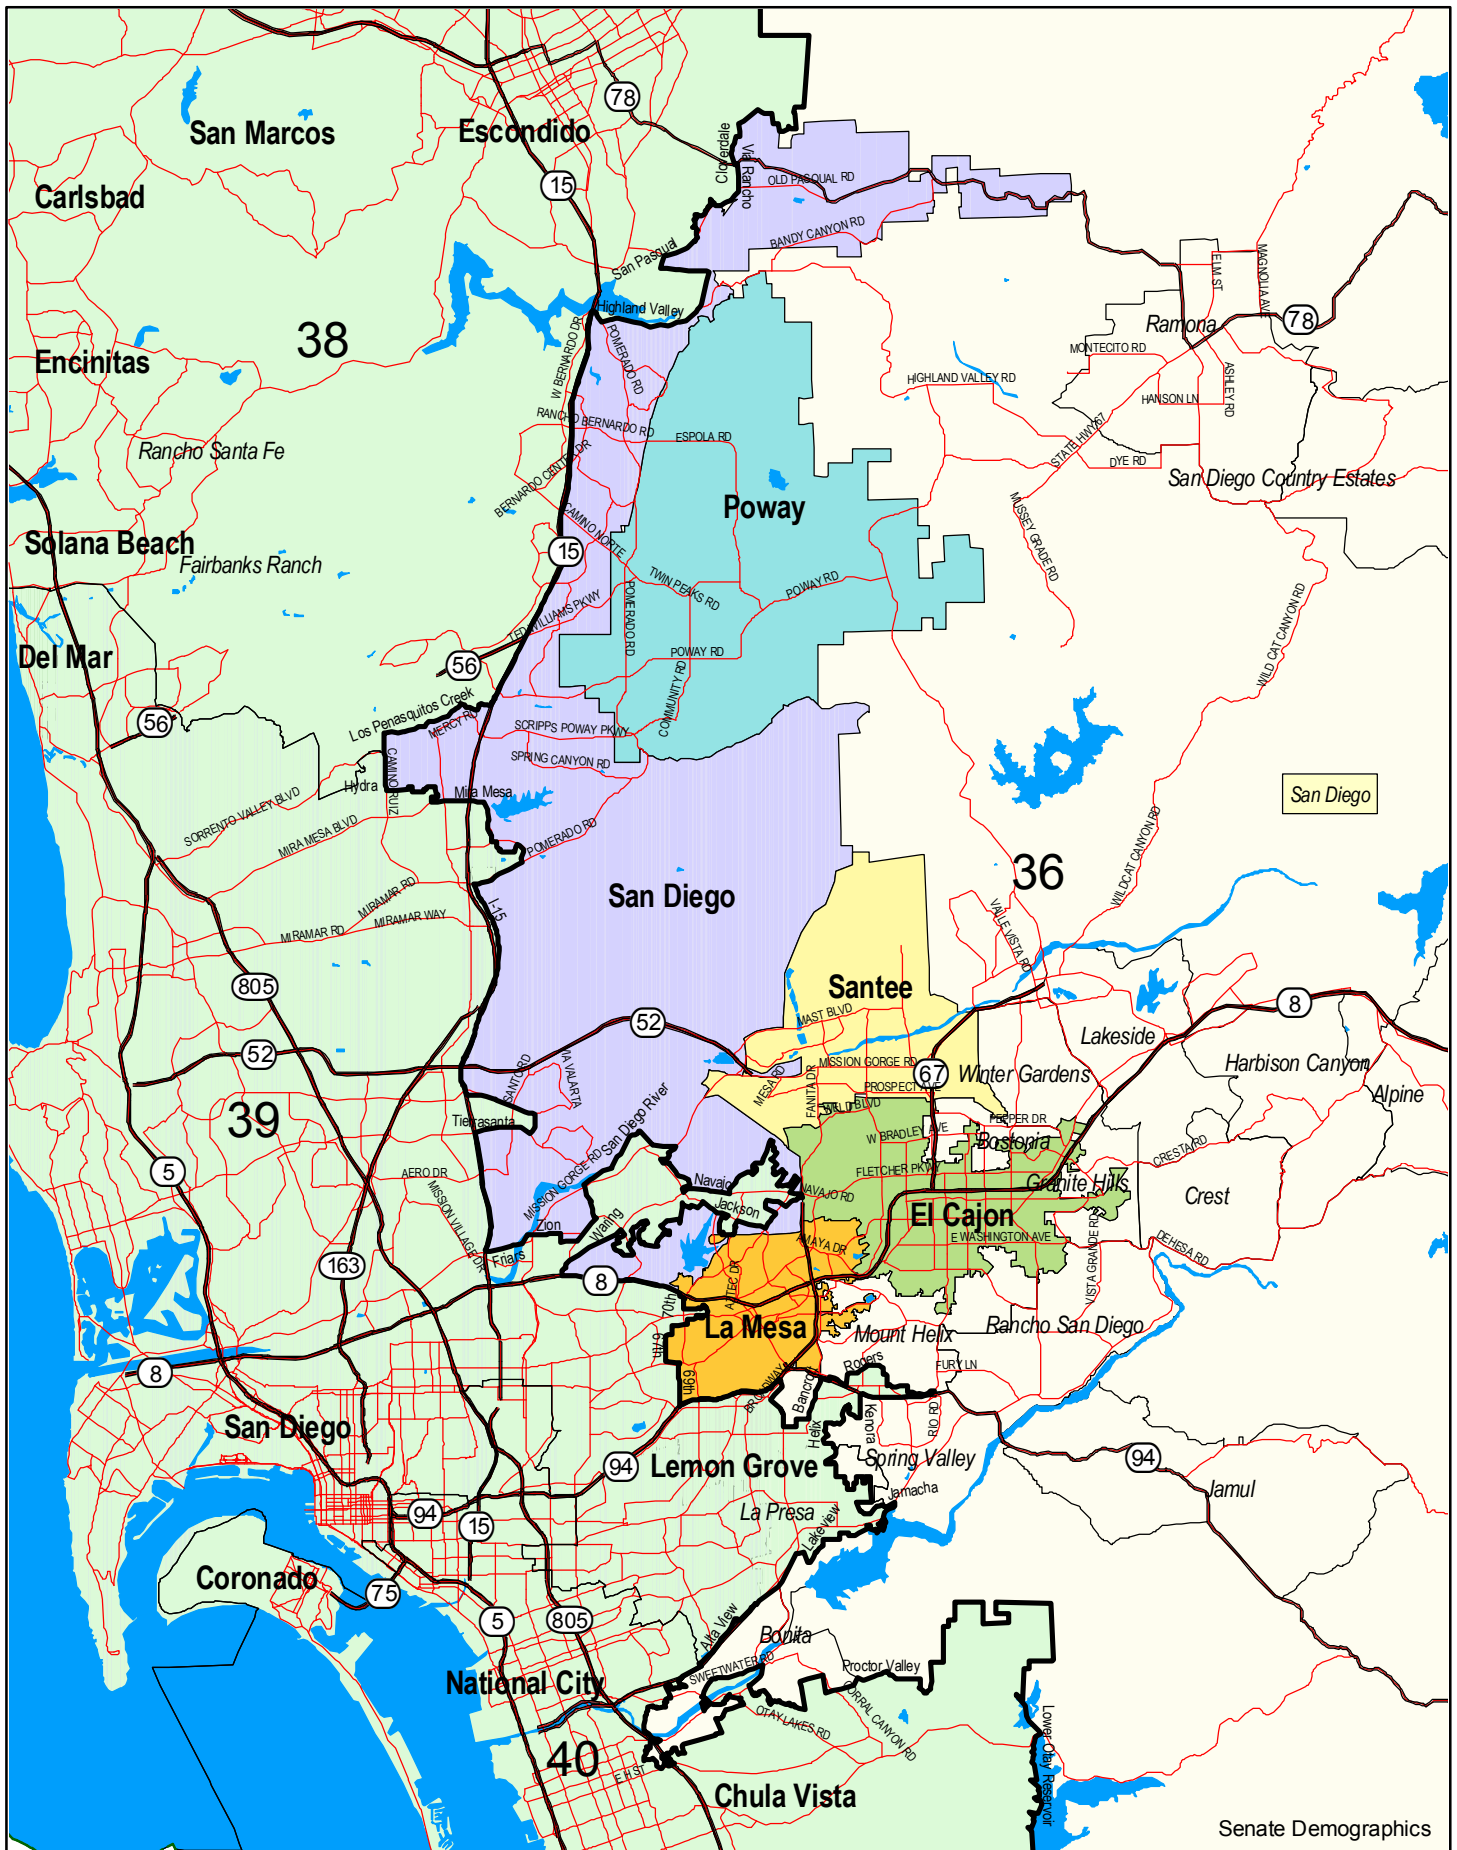 78
San Marcos
Escondido
Cloverdale
Via Rancho
15
Carlsbad
OLD PASQUAL RD
BANDY CANYON RD
San Pasqual
ELM ST
MAGNOLLA AVE
Highland Valley
38
Ramona
78
Encinitas
W BERNARDO DR
POMERADO RD
MONTECITO RD
HIGHLAND VALLEY RD
ASHLEY RD
HANSON LN
RANCHO BERNARDO RD
ESPOLA RD
STATE HWY 67
Rancho Santa Fe
BERNARDO CENTER DR
DYE RD
San Diego Country Estates
Poway
CAMINO NORTE
MUSSEY GRADE RD
Solana Beach
15
Fairbanks Ranch
TWIN PEAKS RD
POWAY RD
TED WILLIAMS PKWY
POMERADO RD
WILD CAT CANYON RD
Del Mar
56
POWAY RD
COMMUNITY RD
Los Penasquitos Creek
56
MERCY RD
SCRIPPS POWAY PKWY
SPRING CANYON RD
CAMINO RUIZ
Hydra
Mira Mesa
San Diego
SORRENTO VALLEY BLVD
MIRA MESA BLVD
POMERADO RD
WILDCAT CANYON RD
36
San Diego
MIRAMAR RD
I-15
MIRAMAR WAY
MIRAMAR RD
VALLE VISTA RD
805
Santee
8
MAST BLVD
52
Lakeside
52
MISSION GORGE RD
Harbison Canyon
67
Winter Gardens
SANTO RD
VIA VALARTA
MESA RD
FANITA DR
PROSPECT AVE
Alpine
39
WELD BLVD
Tierrasanta
San Diego River
PEPPER DR
W BRADLEY AVE
Bostonia
CRESTA RD
5
AERO DR
MISSION GORGE RD
FLETCHER PKWY
Navajo
NAVAJO RD
Granite Hills
Crest
MISSION VILLAGE DR
Jackson
El Cajon
Zion
Waring
E WASHINGTON AVE
VISTA GRANDE RD
DEHESA RD
163
Friars
AMAYA DR
8
AZTEC DR
70th
La Mesa
Mount Helix
Rancho San Diego
67th
8
Rogers
FURY LN
69th
BROADWAY
Bancroft
San Diego
Helix
Kenora
RIO RD
94
Lemon Grove
Spring Valley
94
Jamacha
Jamul
La Presa
94
15
Lakeview
Coronado
75
5
805
Alta View
Bonita
SWEETWATER RD
Proctor Valley
National City
OTAY LAKES RD
CORRAL CANYON RD
Lower Otay Reservoir
40
E H ST
Chula Vista
Senate Demographics